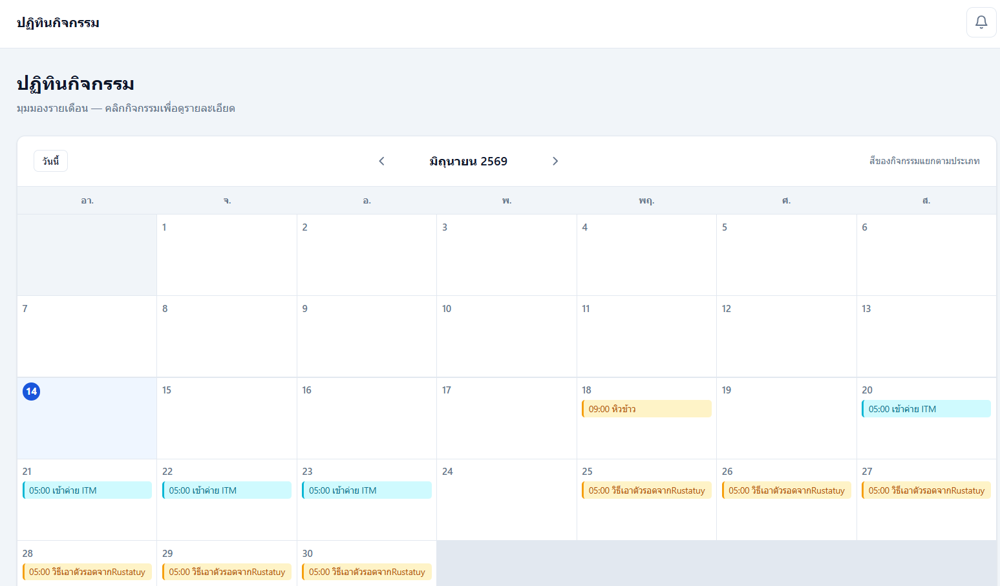 ปฏิทินกิจกรรม
ปฏิทินกิจกรรม
มุมมองรายเดือน — คลิกกิจกรรมเพื่อดูรายละเอียด
วันนี้
มิถุนายน 2569
สีของกิจกรรมแยกตามประเภท
อา. จ. อ. พ. พฤ. ศ. ส.
1 2 3 4 5 6
7 8 9 10 11 12 13
14 15 16 17 18 19 20
09:00 หิวข้าว 05:00 เข้าค่าย ITM
21 22 23 24 25 26 27
05:00 เข้าค่าย ITM 05:00 เข้าค่าย ITM 05:00 เข้าค่าย ITM 05:00 วิธีเอาตัวรอดจากRustatuy 05:00 วิธีเอาตัวรอดจากRustatuy 05:00 วิธีเอาตัวรอดจากRustatuy
28 29 30
05:00 วิธีเอาตัวรอดจากRustatuy 05:00 วิธีเอาตัวรอดจากRustatuy 05:00 วิธีเอาตัวรอดจากRustatuy